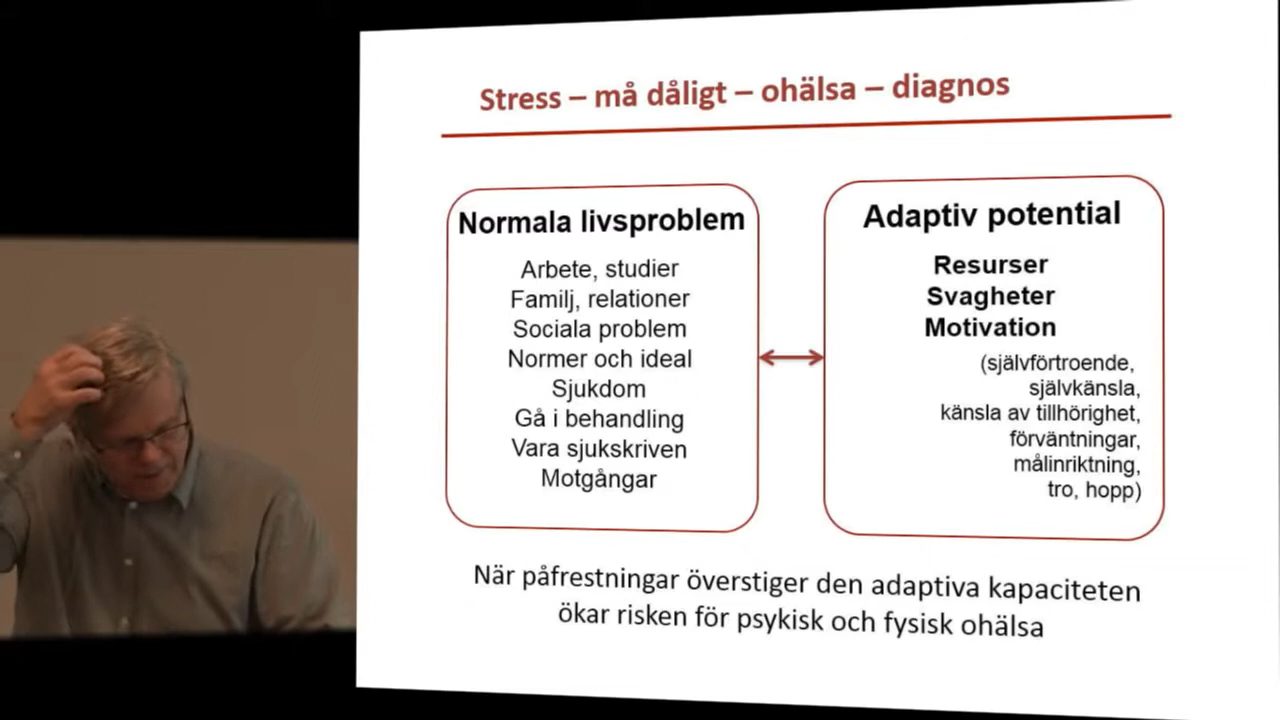 Stress – må dåligt – ohälsa – diagnos
Normala livsproblem
Arbete, studier
Familj, relationer
Sociala problem
Normer och ideal
Sjukdom
Gå i behandling
Vara sjukskriven
Motgångar
Adaptiv potential
Resurser
Svagheter
Motivation
(självförtroende,
självkänsla,
känsla av tillhörighet,
förväntningar,
målinriktning,
tro, hopp)
När påfrestningar överstiger den adaptiva kapaciteten
ökar risken för psykisk och fysisk ohälsa